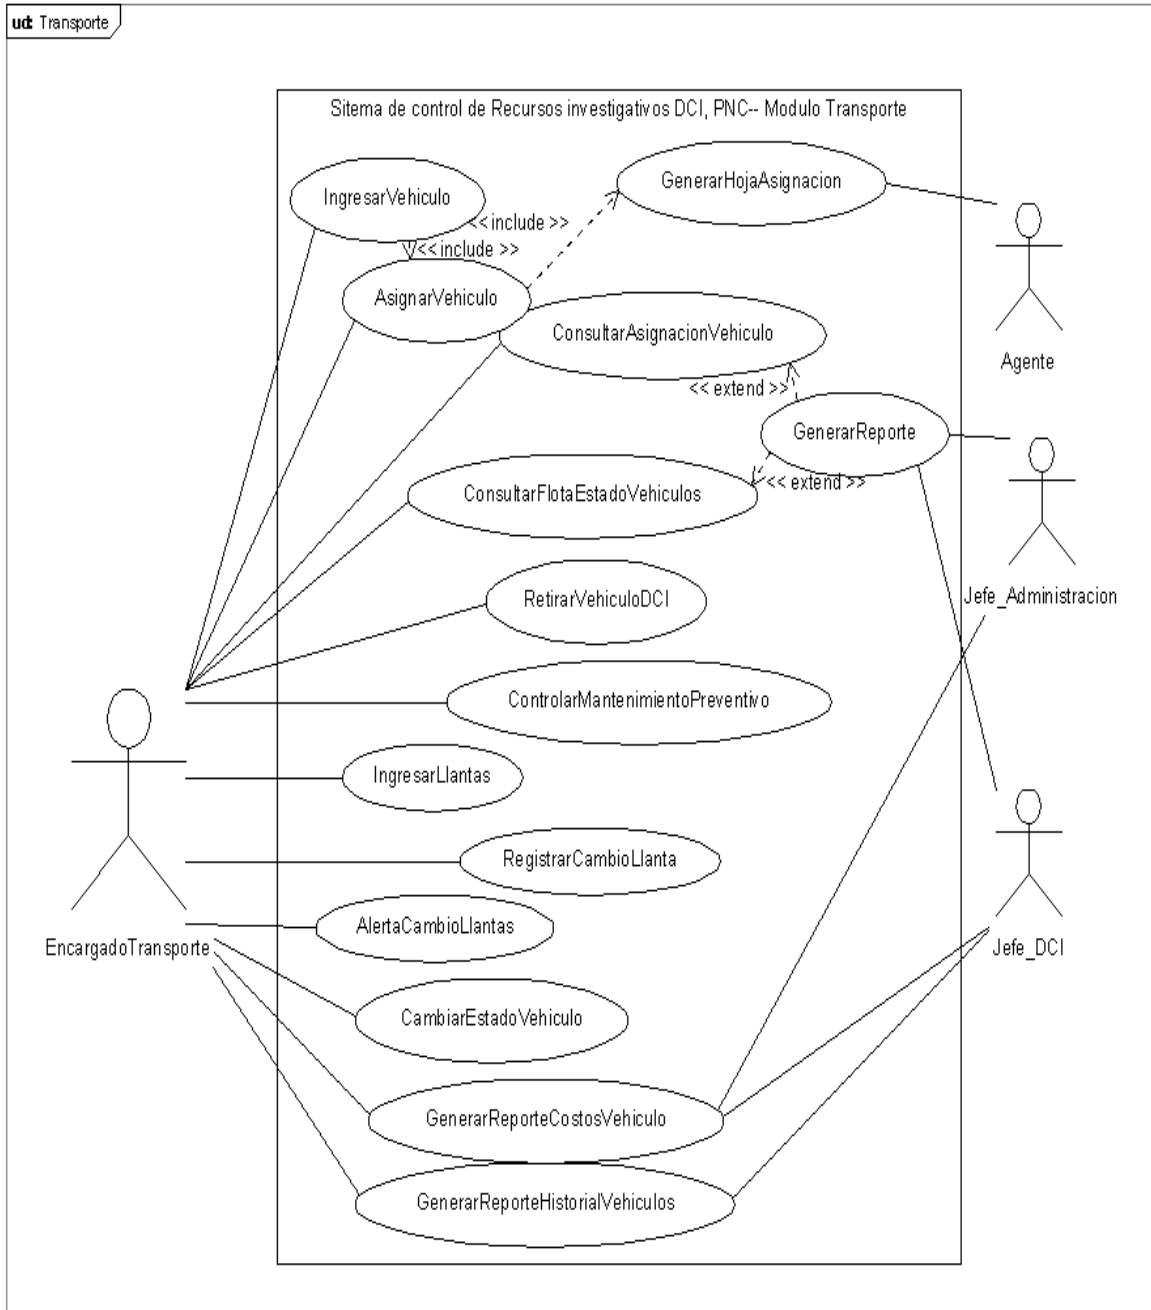 ud: Transporte
Sitema de control de Recursos investigativos DCI, PNC-- Modulo Transporte
GenerarHojaAsignacion
IngresarVehiculo
<< include >>
<< include >>
AsignarVehiculo
ConsultarAsignacionVehiculo
Agente
<< extend >>
GenerarReporte
<< extend >>
ConsultarFlotaEstadoVehiculos
RetirarVehiculoDCI
Jefe_Administracion
ControlarMantenimientoPreventivo
IngresarLlantas
RegistrarCambioLlanta
AlertaCambioLlantas
EncargadoTransporte
Jefe_DCI
CambiarEstadoVehiculo
GenerarReporteCostosVehiculo
GenerarReporteHistorialVehiculos